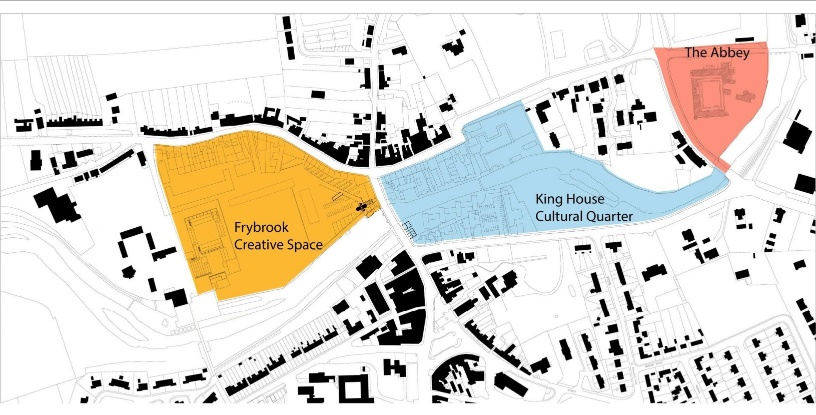 The Abbey
King House
Cultural Quarter
Frybrook
Creative Space